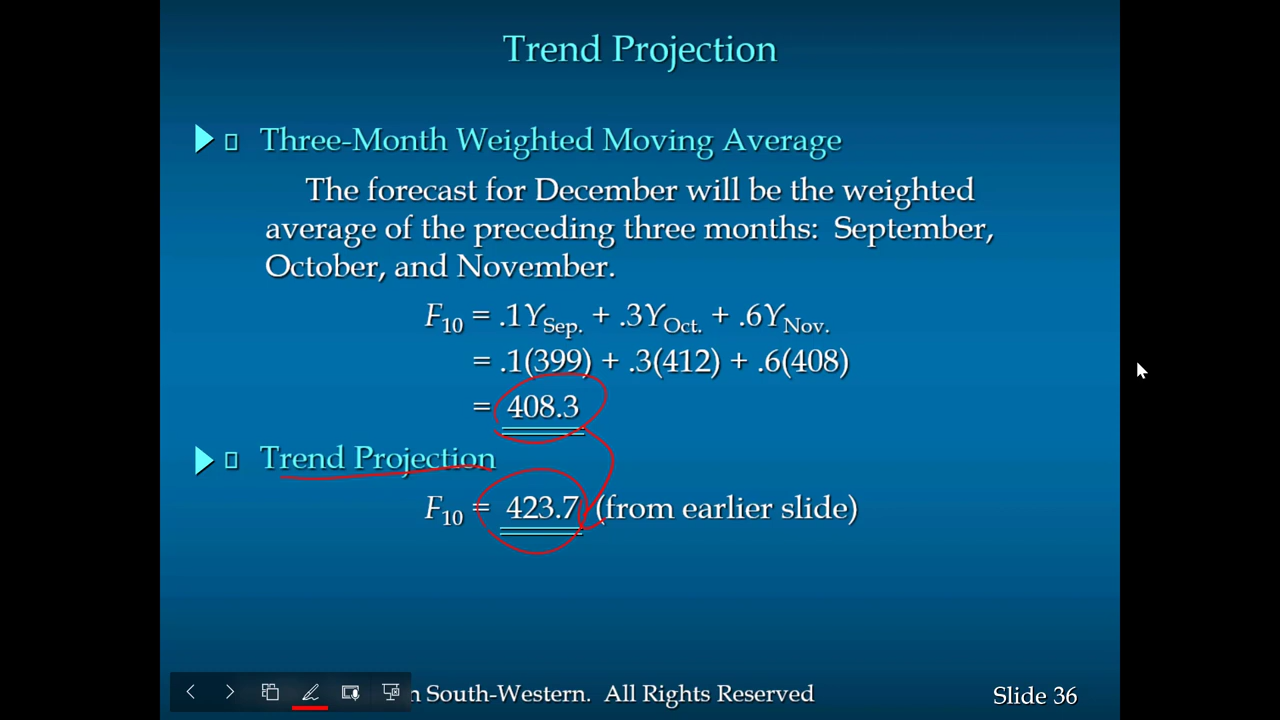 Trend Projection
Three-Month Weighted Moving Average
The forecast for December will be the weighted
average of the preceding three months: September,
October, and November.
F10 = .1YSep. + .3YOct. + .6YNov.
= .1(399) + .3(412) + .6(408)
= 408.3
Trend Projection
F10 = 423.7 (from earlier slide)
South-Western. All Rights Reserved
Slide 36